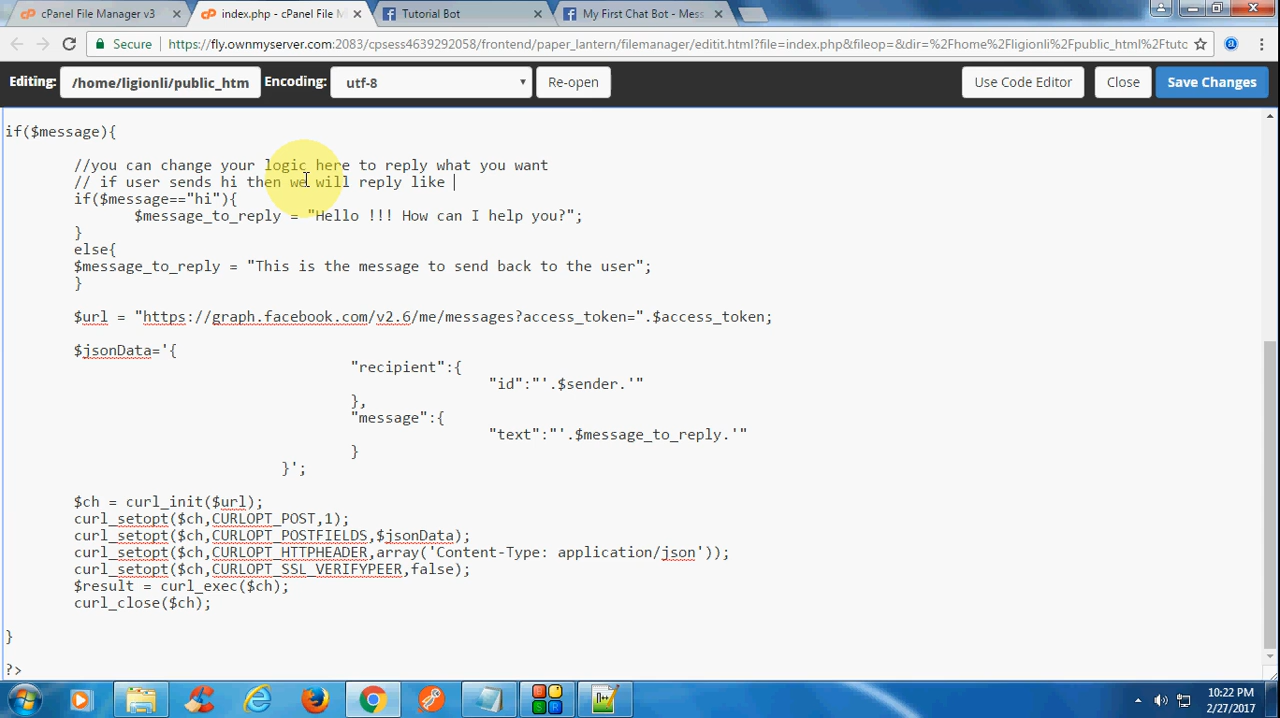 cPanel File Manager v3
index.php - cPanel File M
Tutorial Bot
My First Chat Bot - Mess
Secure
https://fly.ownmyserver.com:2083/cpsess4639295058/frontend/paper_lantern/filemanager/editit.html?file=index.php&fileop=&dir=%2Fhome%2Fligionli%2Fpublic_html%2Ftuto
Editing: /home/ligionli/public_htm Encoding: utf-8 Re-open Use Code Editor Close Save Changes
if($message){
//you can change your logic here to reply what you want
// if user sends hi then we will reply like
if($message=="hi"){
$message_to_reply = "Hello !!! How can I help you?";
}
else{
$message_to_reply = "This is the message to send back to the user";
}
$url = "https://graph.facebook.com/v2.6/me/messages?access_token=".$access_token;
$jsonData='{
"recipient":{
"id":"'.$sender.'"
},
"message":{
"text":"'.$message_to_reply.'"
}
}';
$ch = curl_init($url);
curl_setopt($ch,CURLOPT_POST,1);
curl_setopt($ch,CURLOPT_POSTFIELDS,$jsonData);
curl_setopt($ch,CURLOPT_HTTPHEADER,array('Content-Type: application/json'));
curl_setopt($ch,CURLOPT_SSL_VERIFYPEER,false);
$result = curl_exec($ch);
curl_close($ch);
}
?>
10:22 PM
2/27/2017